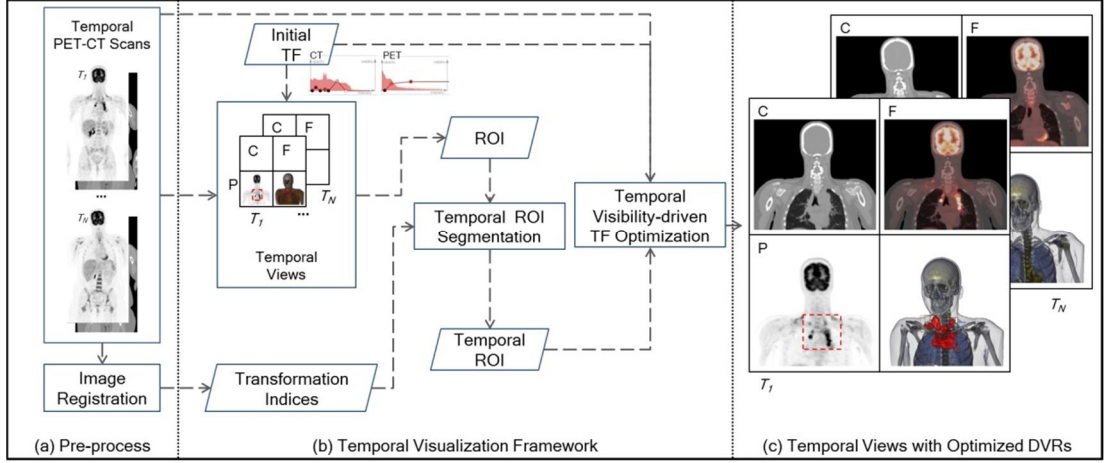 Temporal
PET-CT Scans
T1
...
TN
Image
Registration
(a) Pre-process
Initial
TF
CT
PET
C F
C F
P
T1
...
TN
Temporal
Views
Transformation
Indices
ROI
Temporal ROI
Segmentation
Temporal
ROI
Temporal
Visibility-driven
TF Optimization
(b) Temporal Visualization Framework
C
F
C
F
P
T1
TN
(c) Temporal Views with Optimized DVRs